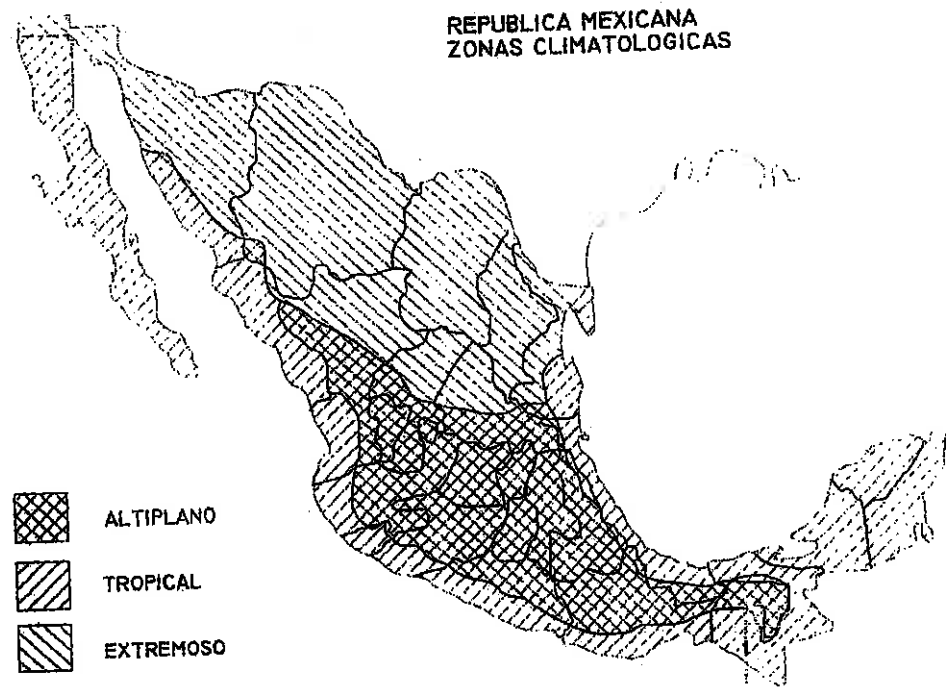 REPUBLICA MEXICANA
ZONAS CLIMATOLOGICAS
ALTIPLANO
TROPICAL
EXTREMOSO